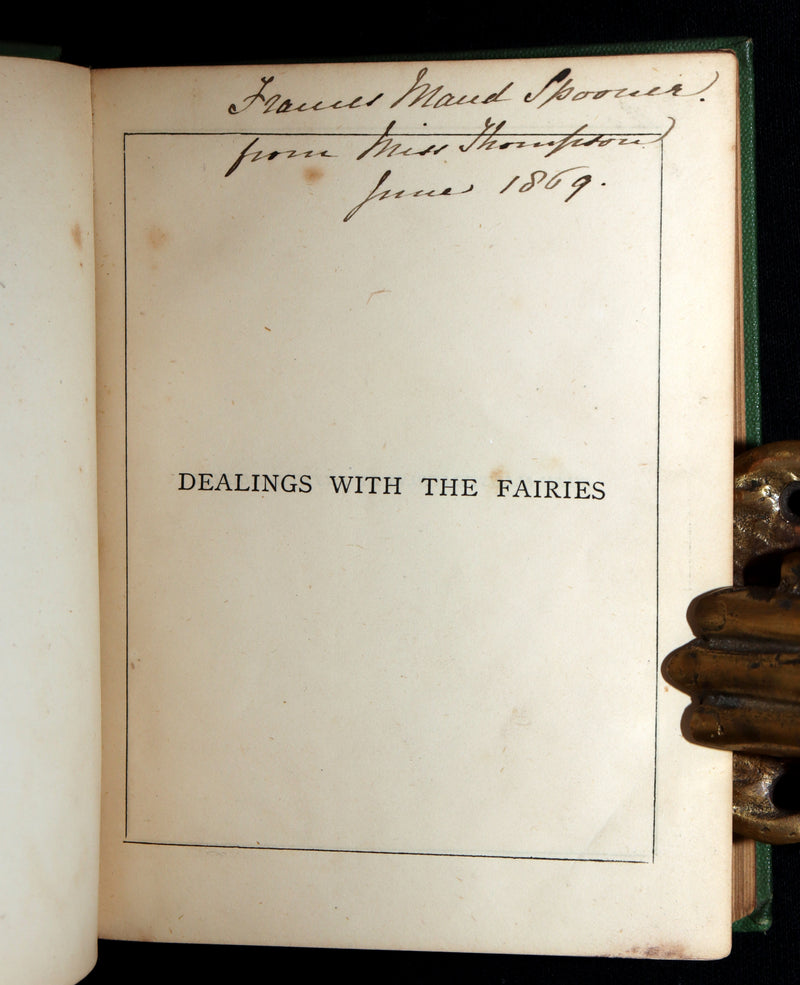 Frances Maud Spooner.
from Miss Thompson
June 1869.
DEALINGS WITH THE FAIRIES